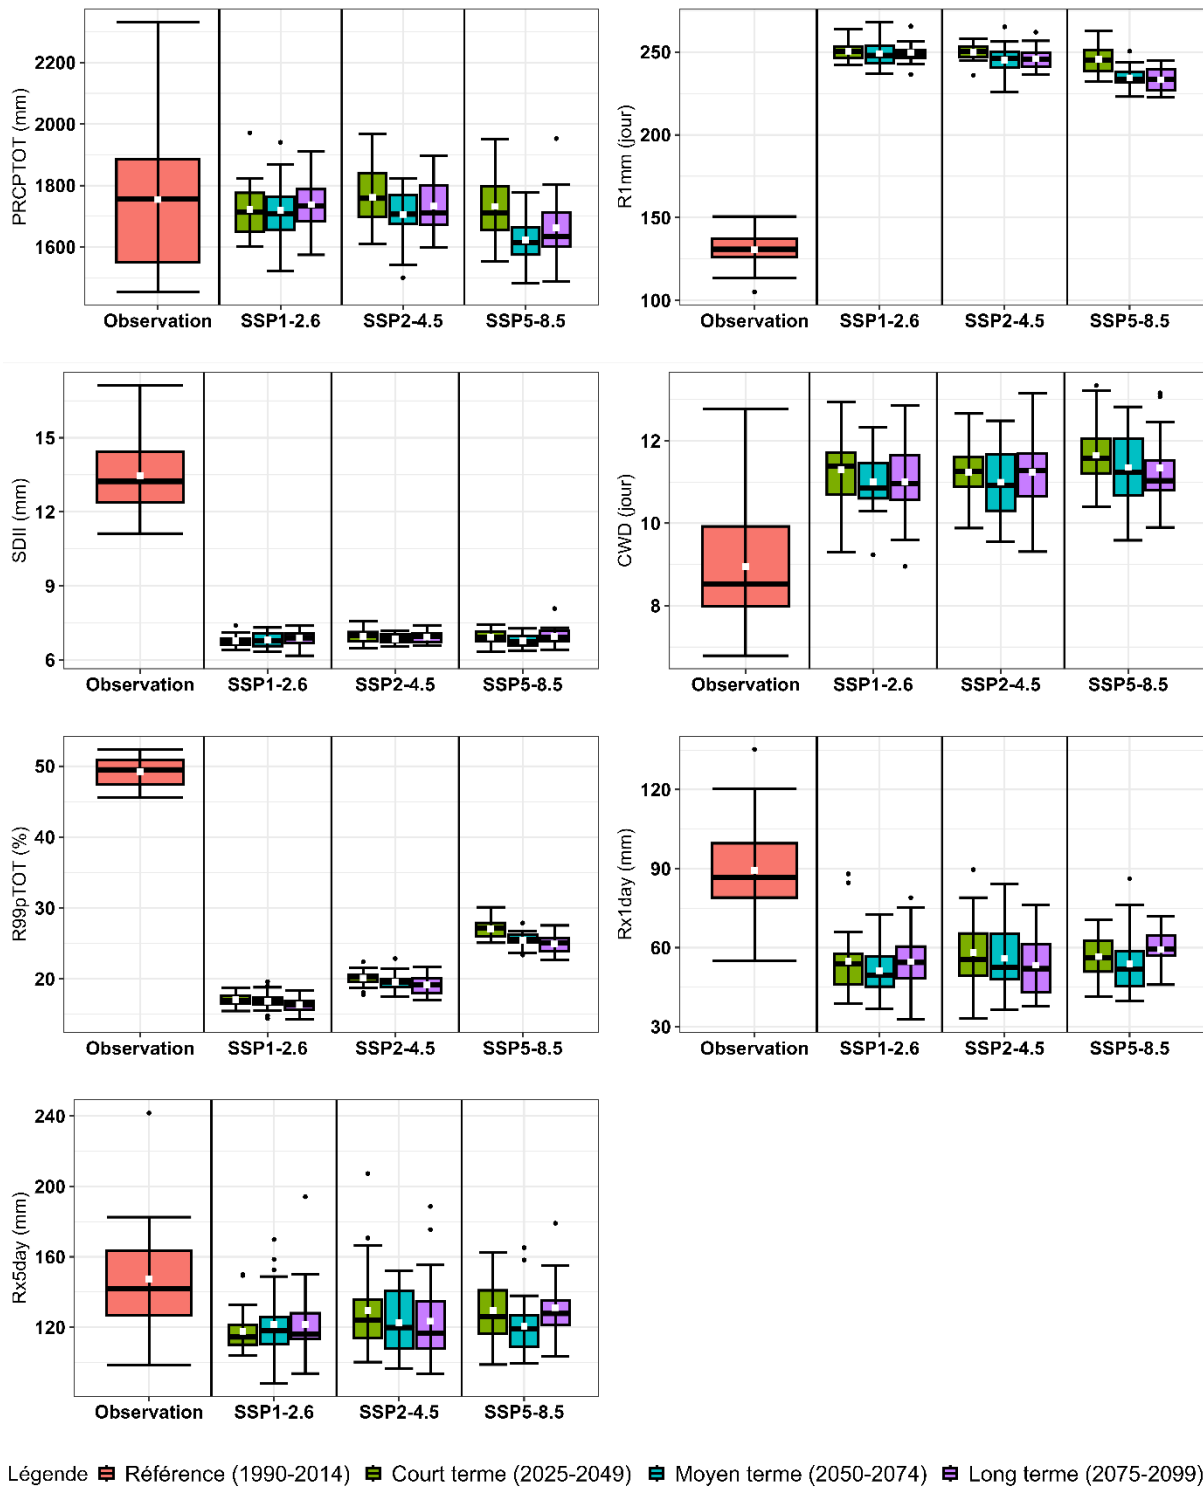 PRCPTOT (mm)
2200
2000
1800
1600
Observation SSP1-2.6 SSP2-4.5 SSP5-8.5
R1mm (jour)
250
200
150
100
Observation SSP1-2.6 SSP2-4.5 SSP5-8.5
SDII (mm)
15
12
9
6
Observation SSP1-2.6 SSP2-4.5 SSP5-8.5
CWD (jour)
12
10
8
Observation SSP1-2.6 SSP2-4.5 SSP5-8.5
R99pTOT (%)
50
40
30
20
Observation SSP1-2.6 SSP2-4.5 SSP5-8.5
Rx1day (mm)
120
90
60
30
Observation SSP1-2.6 SSP2-4.5 SSP5-8.5
Rx5day (mm)
240
200
160
120
Observation SSP1-2.6 SSP2-4.5 SSP5-8.5
Légende Référence (1990-2014) Court terme (2025-2049) Moyen terme (2050-2074) Long terme (2075-2099)